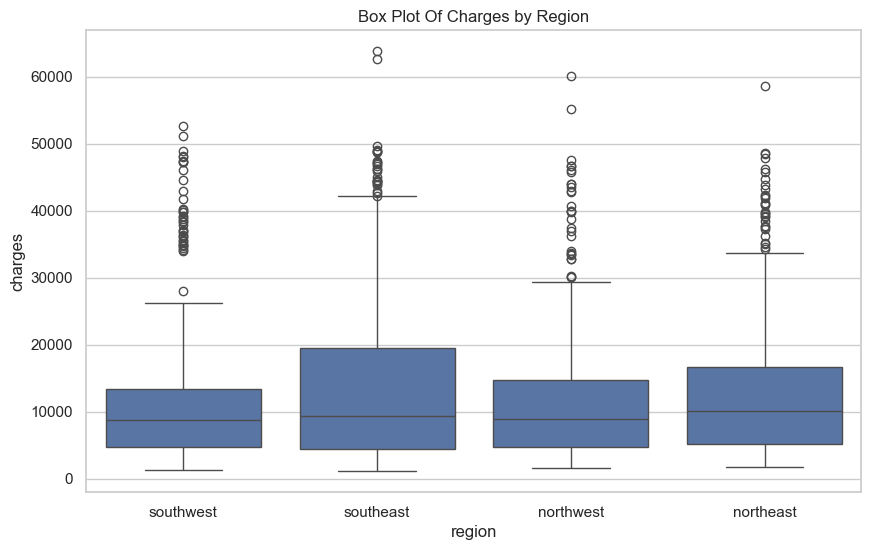 Box Plot Of Charges by Region
charges
60000
50000
40000
30000
20000
10000
0
southwest southeast northwest northeast
region